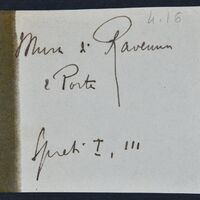 4.16
Mura di Ravenna
e Porte
Spreti I, III